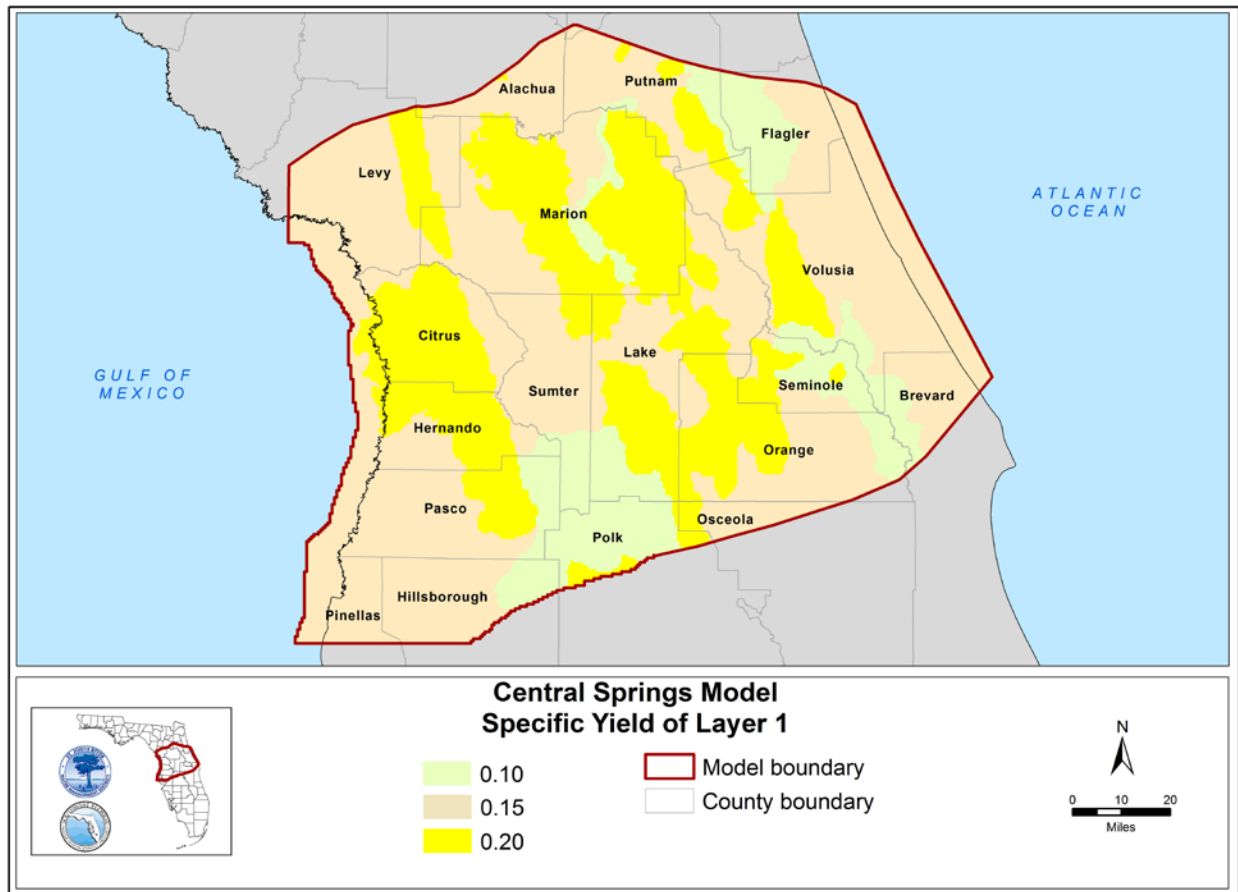 Alachua
Putnam
Flagler
Levy
ATLANTIC
OCEAN
Marion
Volusia
Citrus
Lake
GULF OF
MEXICO
Sumter
Seminole
Brevard
Hernando
Orange
Pasco
Osceola
Polk
Hillsborough
Pinellas
Central Springs Model
Specific Yield of Layer 1
0.10
0.15
0.20
Model boundary
County boundary
N
0 10 20
Miles